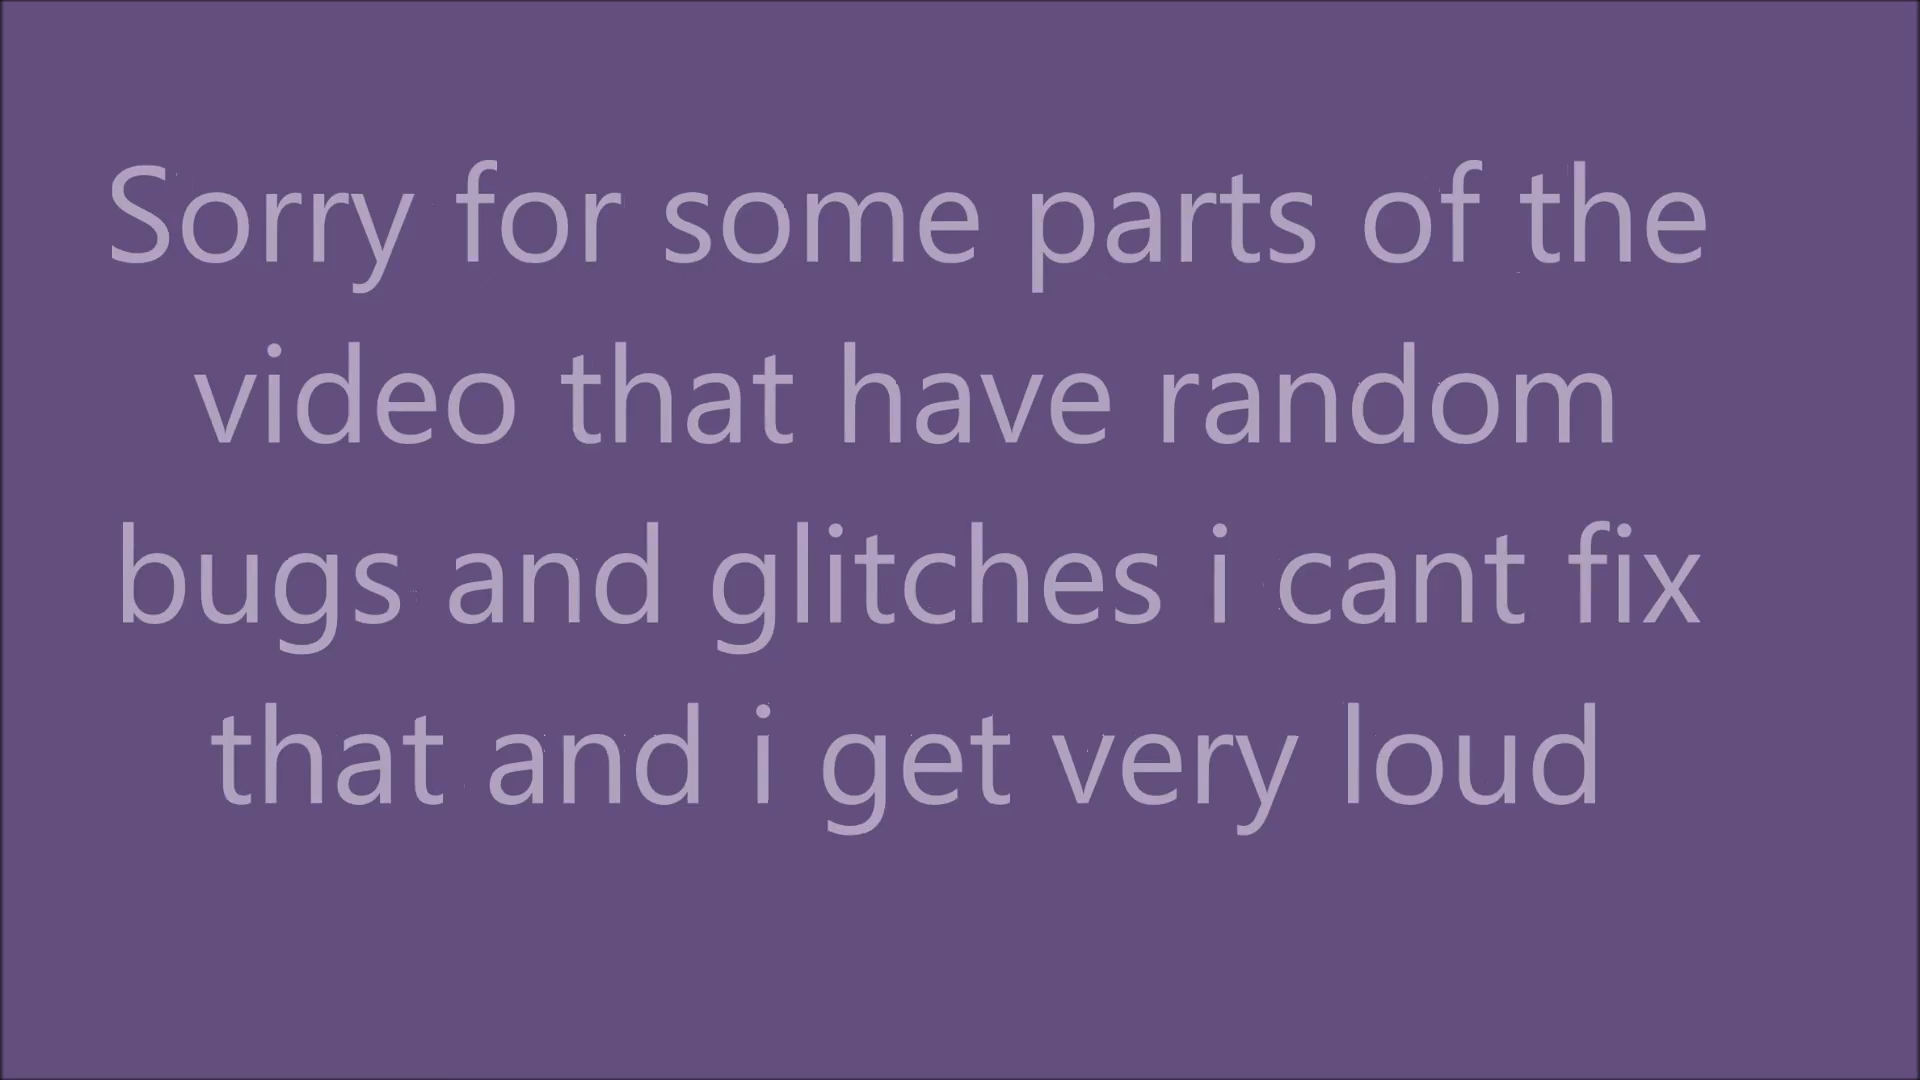 Sorry for some parts of the
video that have random
bugs and glitches i cant fix
that and i get very loud